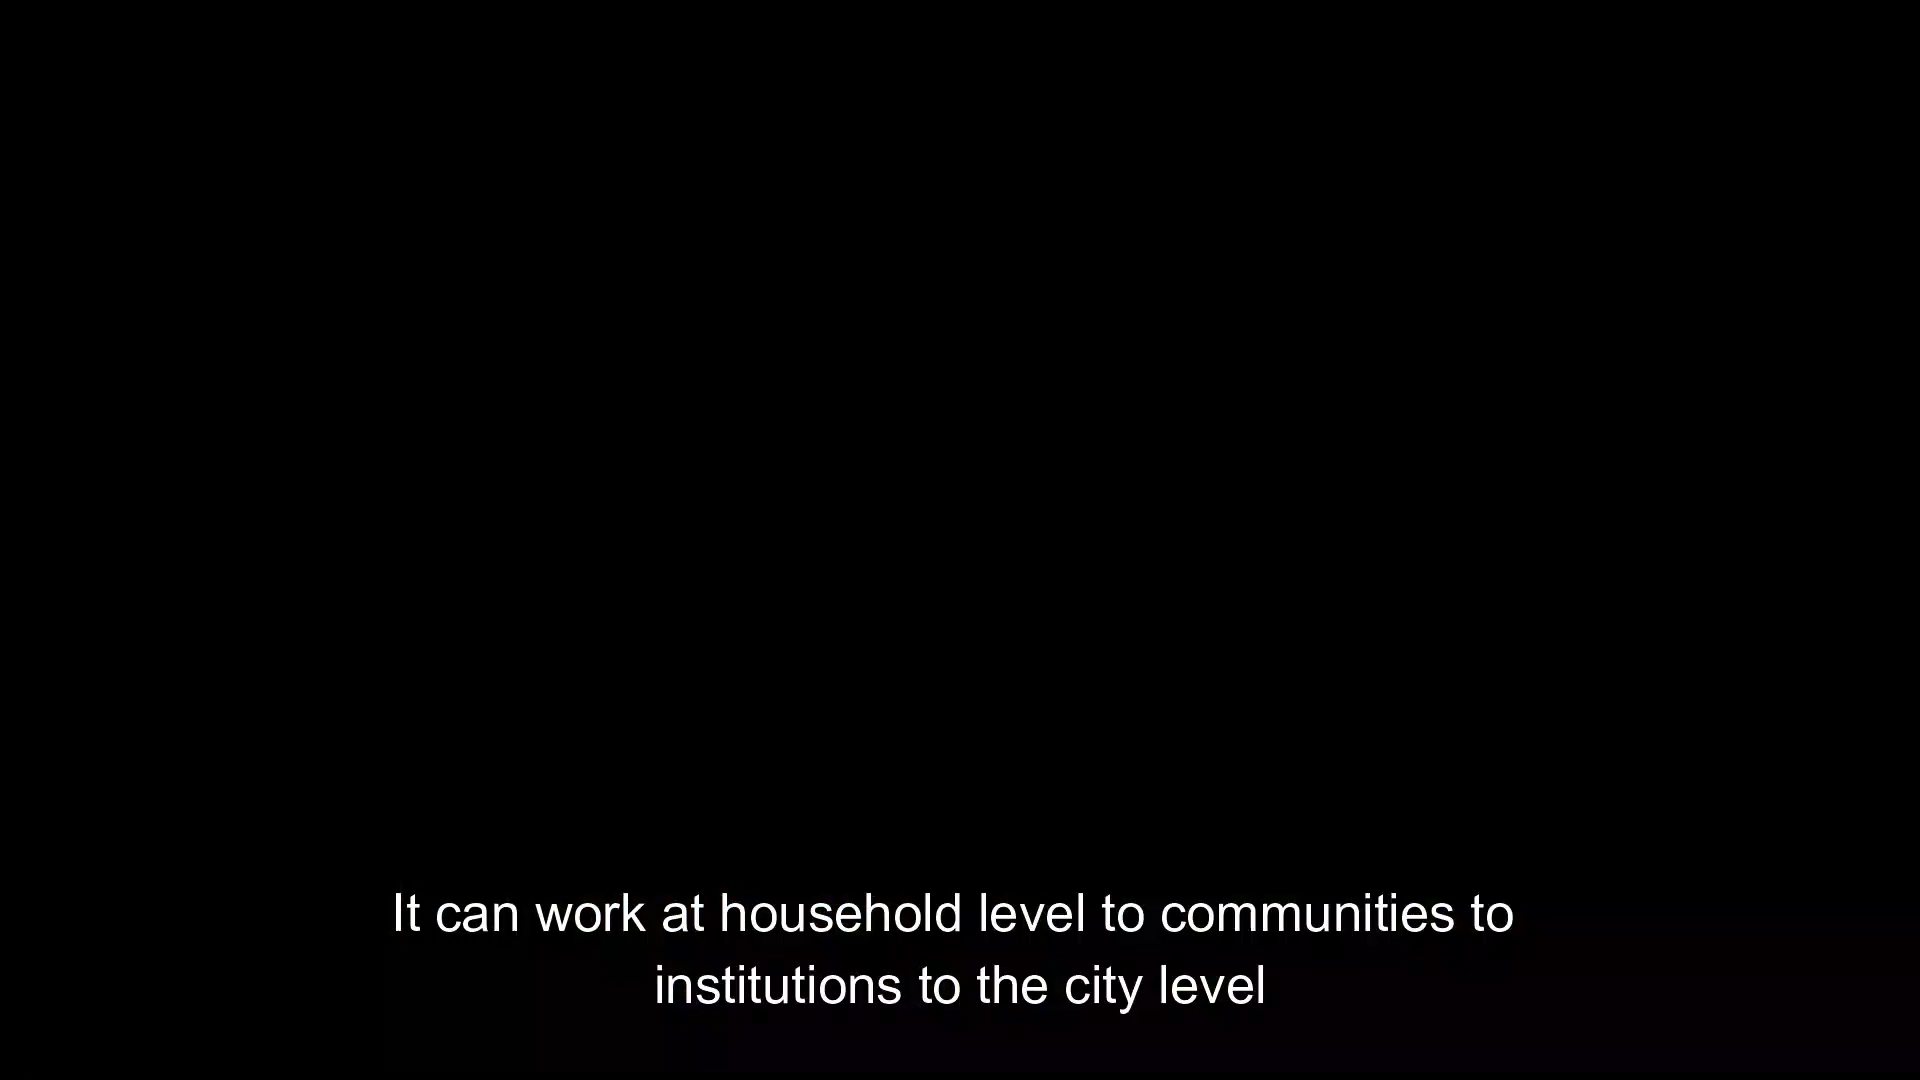 It can work at household level to communities to
institutions to the city level